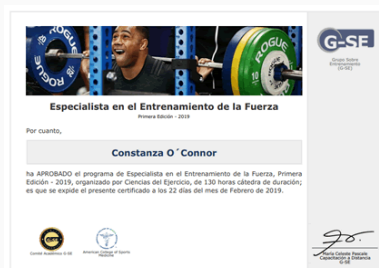 ROGUE
ROGUE
10
G-SE
Grupo Sobre
Entrenamiento
(G-SE)
Especialista en el Entrenamiento de la Fuerza
Primera Edición - 2019
Por cuanto,
Constanza O´Connor
ha APROBADO el programa de Especialista en el Entrenamiento de la Fuerza, Primera
Edición - 2019, organizado por Ciencias del Ejercicio, de 130 horas cátedra de duración;
es que se expide el presente certificado a los 22 días del mes de Febrero de 2019.
Comité Académico G-SE
American College of Sports
Medicine
María Celeste Pascale
Capacitación a Distancia
G-SE